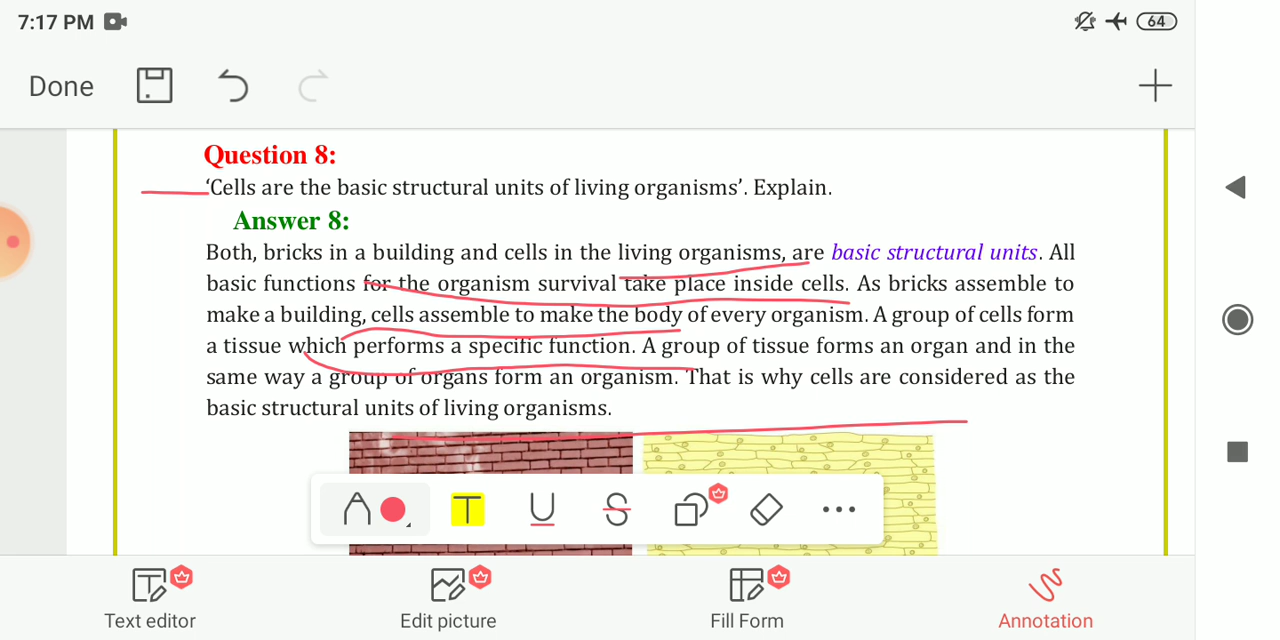 7:17 PM
64
Done
Question 8:
‘Cells are the basic structural units of living organisms’. Explain.
Answer 8:
Both, bricks in a building and cells in the living organisms, are basic structural units. All
basic functions for the organism survival take place inside cells. As bricks assemble to
make a building, cells assemble to make the body of every organism. A group of cells form
a tissue which performs a specific function. A group of tissue forms an organ and in the
same way a group of organs form an organism. That is why cells are considered as the
basic structural units of living organisms.
T U S
Text editor
Edit picture
Fill Form
Annotation